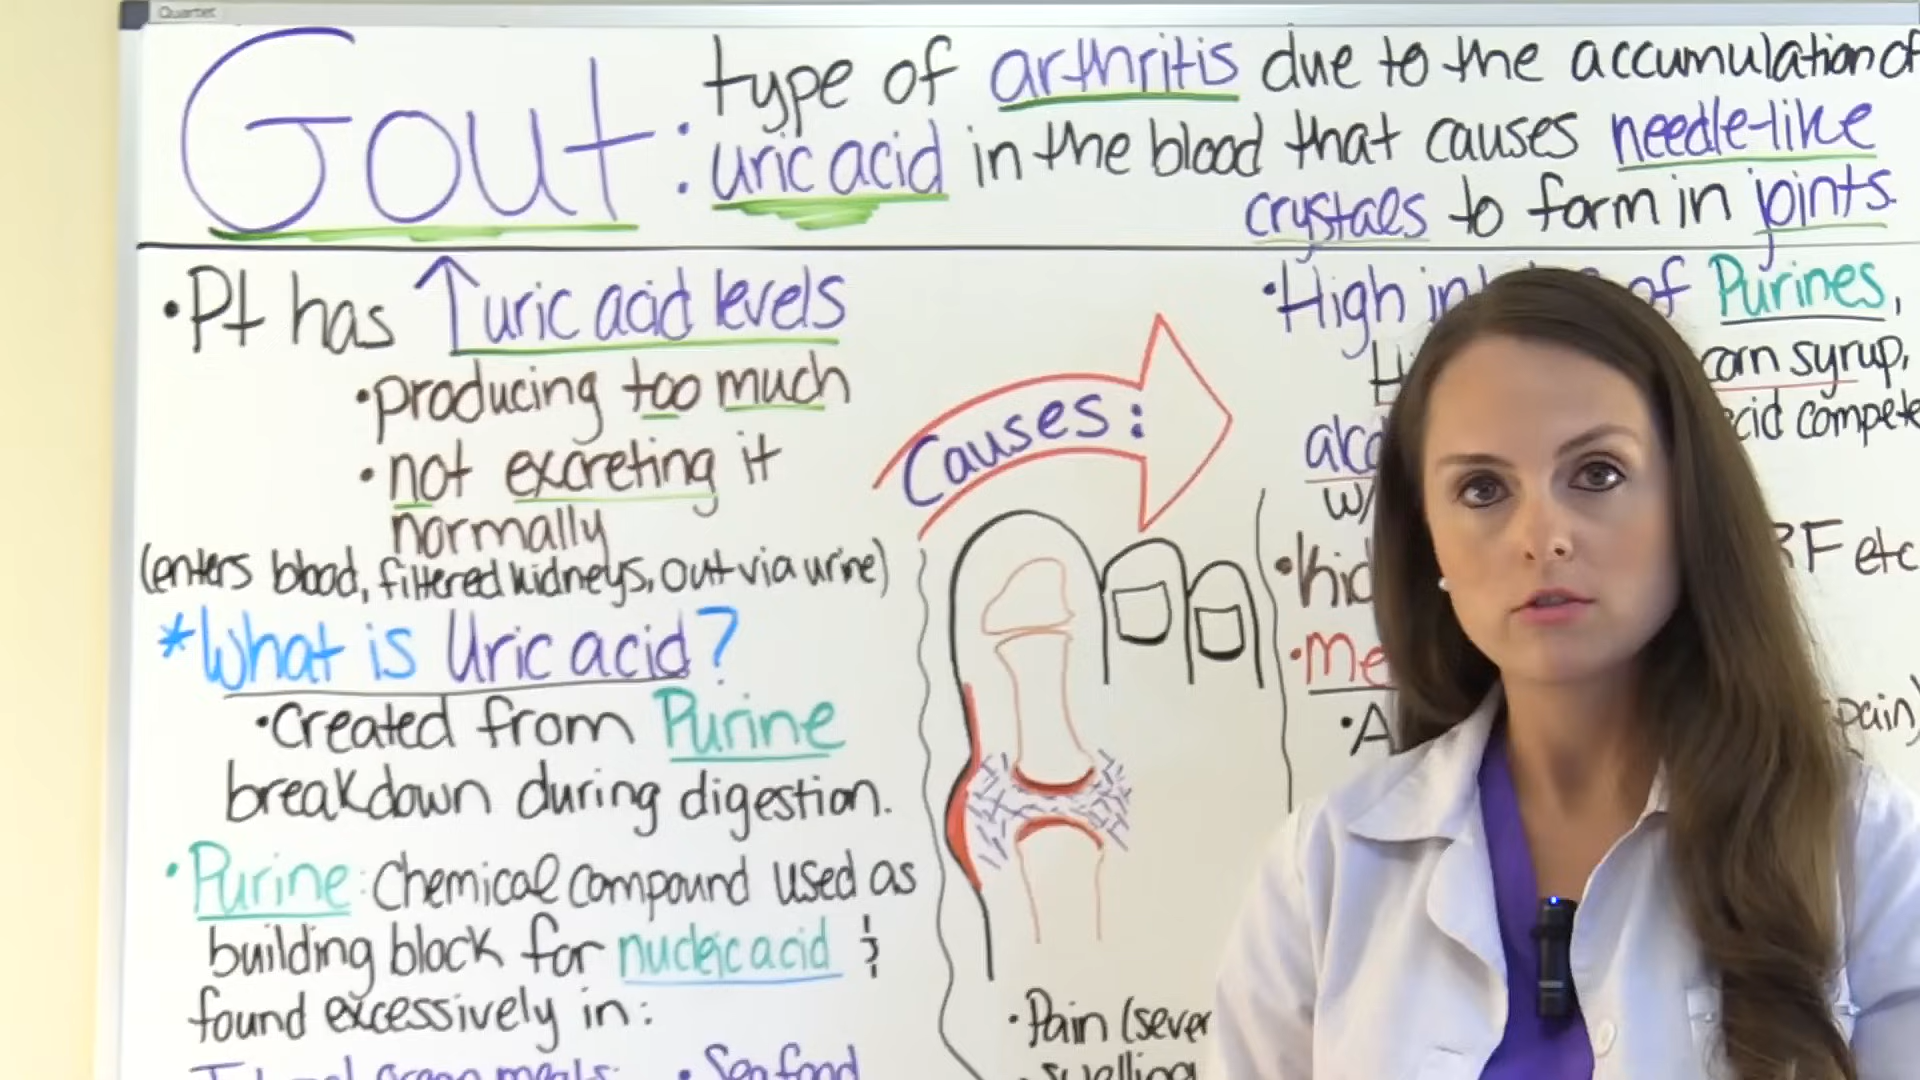 Quartet
Gout: type of arthritis due to the accumulation of
uric acid in the blood that causes needle-like
crystals to form in joints.
•Pt has ↑uric acid levels
•producing too much
•not excreting it
normally
(enters blood, filtered kidneys, out via urine)
*What is Uric acid?
•Created from Purine
breakdown during digestion.
•Purine: Chemical compound used as
building block for nucleic acid &
found excessively in:
• Seafood
Causes:
•Pain (sever
swelling
•High of Purines,
corn syrup,
compete
w/
etc
pain)